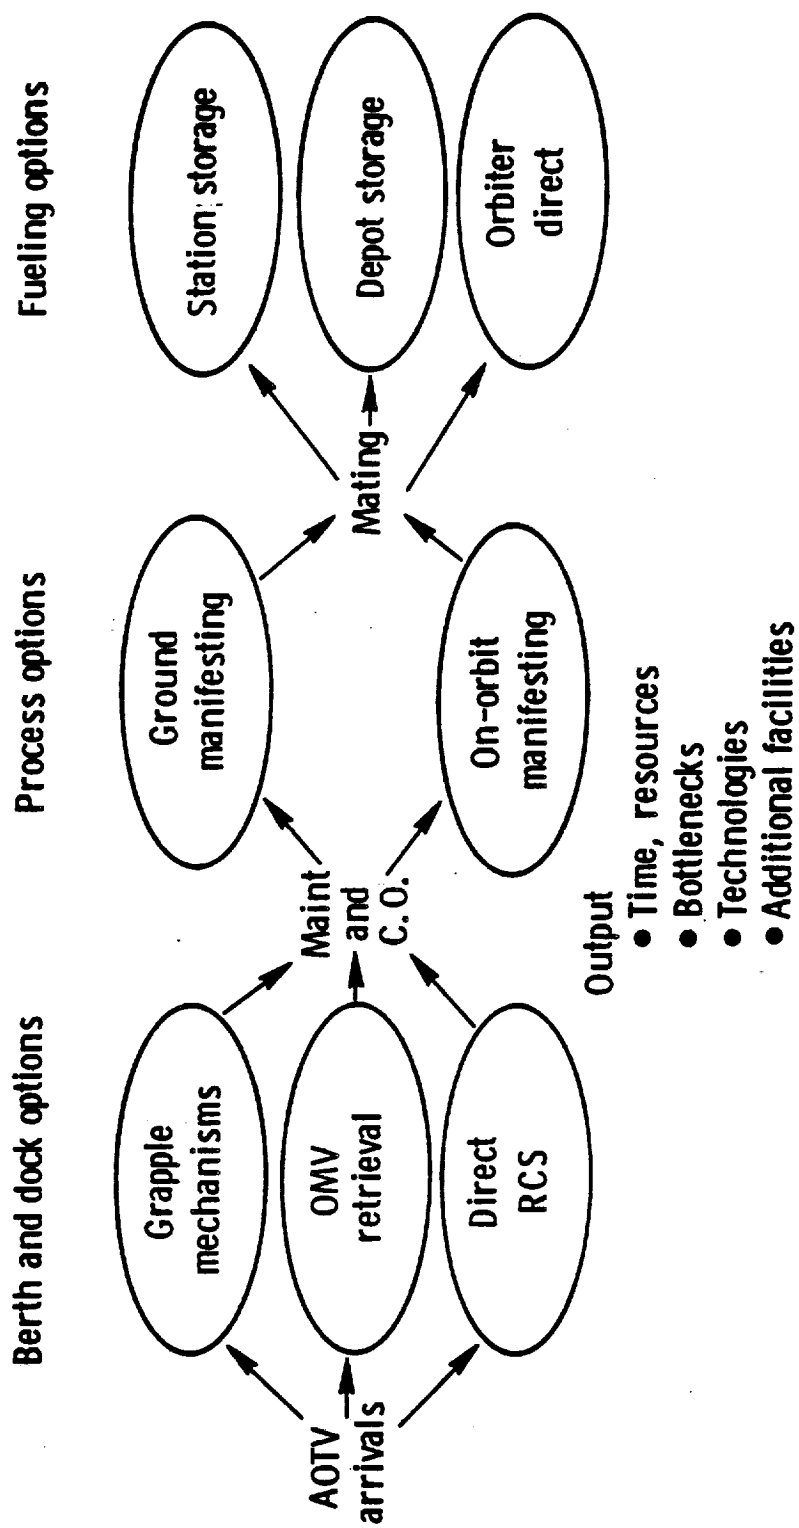 Berth and dock options
Process options
Fueling options
AOTV
arrivals
Grapple
mechanisms
OMV
retrieval
Direct
RCS
Maint
and
C.O.
Ground
manifesting
On-orbit
manifesting
Mating
Station storage
Depot storage
Orbiter
direct
Output
● Time, resources
● Bottlenecks
● Technologies
● Additional facilities